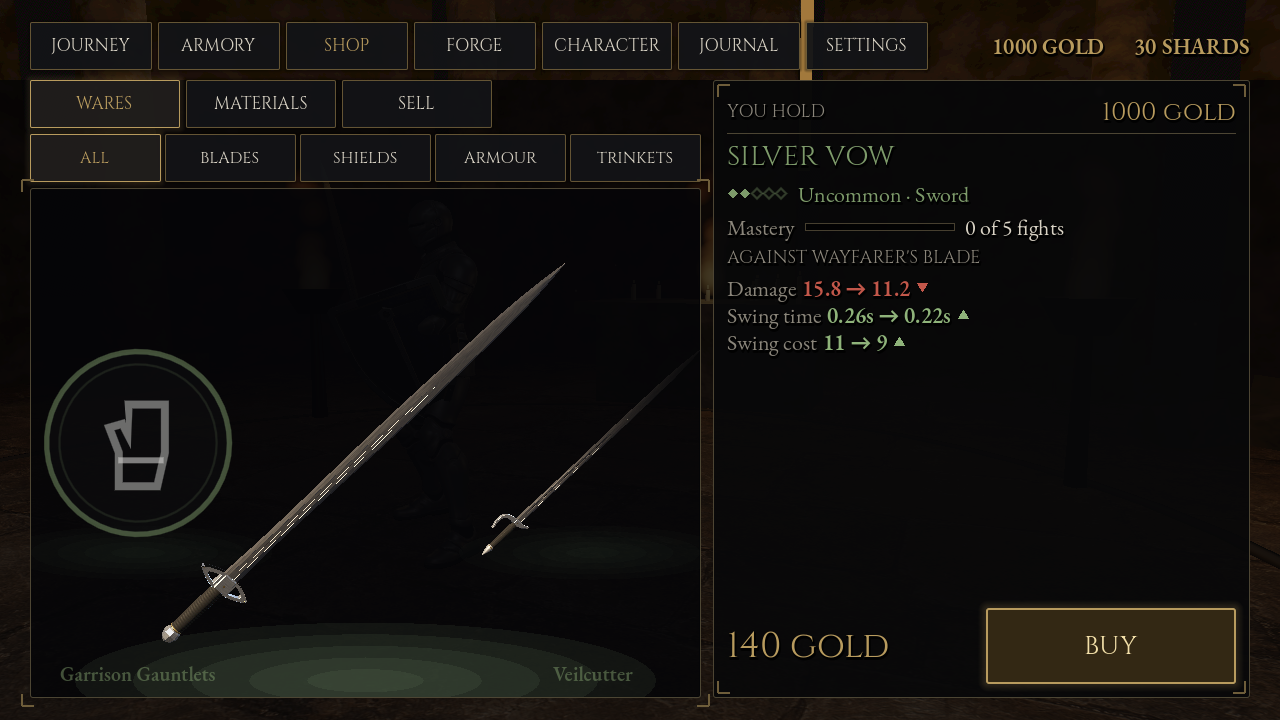 JOURNEY ARMORY SHOP FORGE CHARACTER JOURNAL SETTINGS 1000 GOLD 30 SHARDS
WARES MATERIALS SELL
ALL BLADES SHIELDS ARMOUR TRINKETS
YOU HOLD 1000 GOLD
SILVER VOW
Uncommon · Sword
Mastery 0 of 5 fights
AGAINST WAYFARER'S BLADE
Damage 15.8 → 11.2 ▼
Swing time 0.26s → 0.22s ▲
Swing cost 11 → 9 ▲
Garrison Gauntlets Veilcutter
140 GOLD BUY